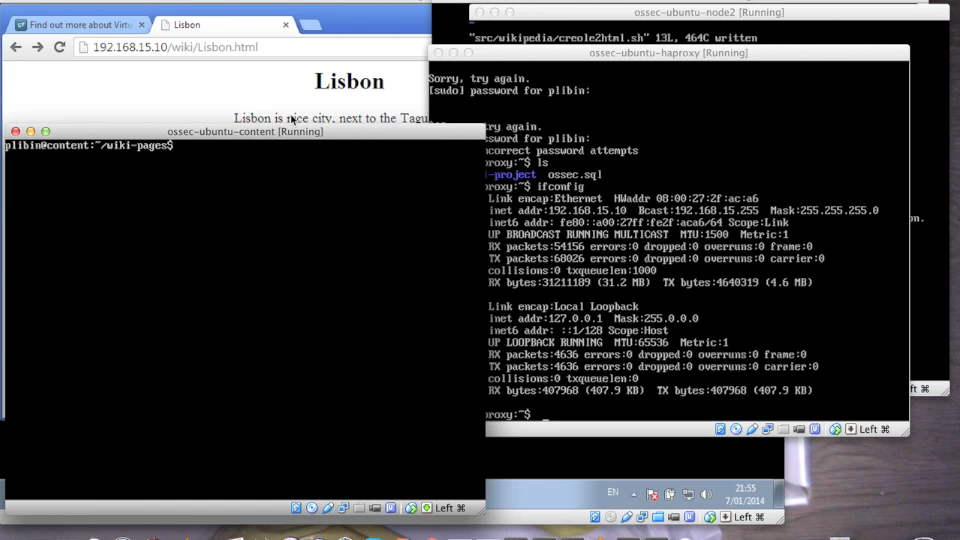 Find out more about Virtu
Lisbon
192.168.15.10/wiki/Lisbon.html
Lisbon
Lisbon is nice city, next to the Tagu
ossec-ubuntu-content [Running]
plibin@content:~/wiki-pages$
Left ⌘
ossec-ubuntu-node2 [Running]
"src/wikipedia/creole2html.sh" 13L, 464C written
ossec-ubuntu-haproxy [Running]
Sorry, try again.
[sudo] password for plibin:
try again.
ssword for plibin:
ncorrect password attempts
proxy:~$ ls
i-project ossec.sql
proxy:~$ ifconfig
Link encap:Ethernet HWaddr 08:00:27:2f:ac:a6
inet addr:192.168.15.10 Bcast:192.168.15.255 Mask:255.255.255.0
inet6 addr: fe80::a00:27ff:fe2f:aca6/64 Scope:Link
UP BROADCAST RUNNING MULTICAST MTU:1500 Metric:1
RX packets:54156 errors:0 dropped:0 overruns:0 frame:0
TX packets:68026 errors:0 dropped:0 overruns:0 carrier:0
collisions:0 txqueuelen:1000
RX bytes:31211189 (31.2 MB) TX bytes:4640319 (4.6 MB)
Link encap:Local Loopback
inet addr:127.0.0.1 Mask:255.0.0.0
inet6 addr: ::1/128 Scope:Host
UP LOOPBACK RUNNING MTU:65536 Metric:1
RX packets:4636 errors:0 dropped:0 overruns:0 frame:0
TX packets:4636 errors:0 dropped:0 overruns:0 carrier:0
collisions:0 txqueuelen:0
RX bytes:407968 (407.9 KB) TX bytes:407968 (407.9 KB)
proxy:~$ _
Left ⌘
on.
ft ⌘
EN
21:55
7/01/2014
Left ⌘